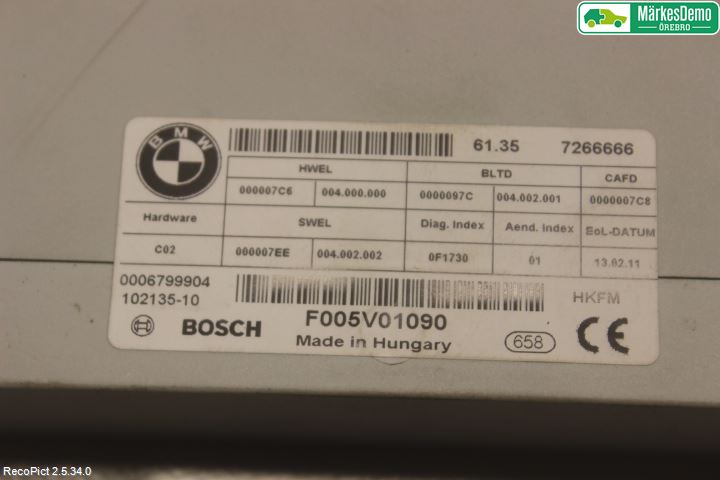 MärkesDemo
ÖREBRO
BMW
61.35 7266666
HWEL BLTD CAFD
000007C6 004.000.000 0000097C 004.002.001 0000007C8
Hardware SWEL Diag. Index Aend. Index EoL-DATUM
C02 000007EE 004.002.002 0F1730 01 13.02.11
0006799904
102135-10 HKFM
BOSCH F005V01090
Made in Hungary 658 CE
RecoPict 2.5.34.0